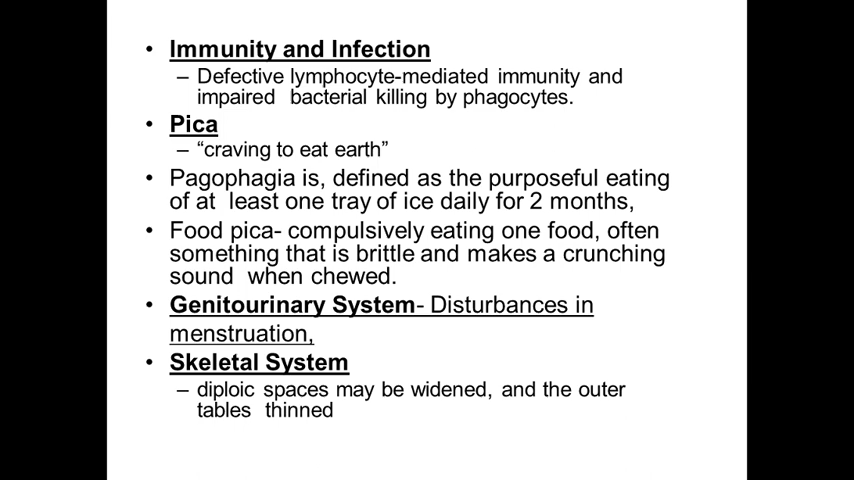 • Immunity and Infection
– Defective lymphocyte-mediated immunity and
impaired bacterial killing by phagocytes.
• Pica
– “craving to eat earth”
• Pagophagia is, defined as the purposeful eating
of at least one tray of ice daily for 2 months,
• Food pica- compulsively eating one food, often
something that is brittle and makes a crunching
sound when chewed.
• Genitourinary System- Disturbances in
menstruation,
• Skeletal System
– diploic spaces may be widened, and the outer
tables thinned